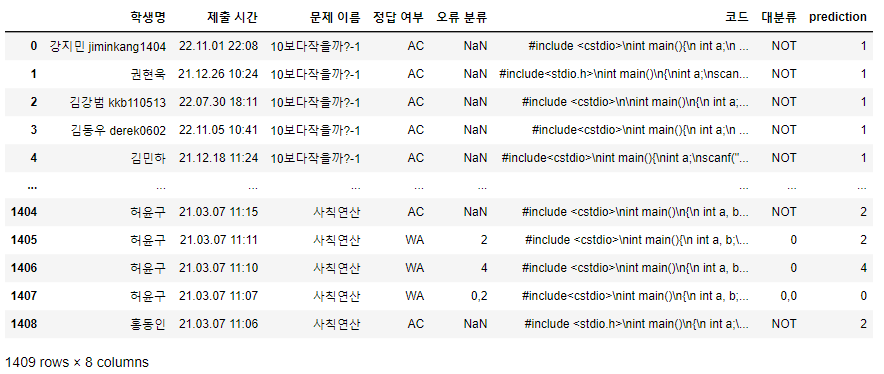 학생명 제출 시간 문제 이름 정답 여부 오류 분류 코드 대분류 prediction
0 강지민 jiminkang1404 22.11.01 22:08 10보다작을까?-1 AC NaN #include <cstdio>\nint main(){\n int a;\n ... NOT 1
1 권현욱 21.12.26 10:24 10보다작을까?-1 AC NaN #include<stdio.h>\nint main()\n{\nint a;\nscan... NOT 1
2 김강범 kkb110513 22.07.30 18:11 10보다작을까?-1 AC NaN #include <cstdio>\n\nint main()\n{\n int a;... NOT 1
3 김동우 derek0602 22.11.05 10:41 10보다작을까?-1 AC NaN #include <cstdio>\nint main(){\n int a;\n ... NOT 1
4 김민하 21.12.18 11:24 10보다작을까?-1 AC NaN #include<cstdio>\nint main(){\nint a;\nscanf("... NOT 1
... ... ... ... ... ... ... ... ...
1404 허윤구 21.03.07 11:15 사칙연산 AC NaN #include <cstdio>\nint main()\n{\n int a, b... NOT 2
1405 허윤구 21.03.07 11:11 사칙연산 WA 2 #include <cstdio>\nint main(){\n int a, b;\... 0 2
1406 허윤구 21.03.07 11:10 사칙연산 WA 4 #include <cstdio>\nint main()\n{\n int a, b... 0 4
1407 허윤구 21.03.07 11:07 사칙연산 WA 0,2 #include<cstdio>\nint main()\n{\n int a, b;... 0,0 0
1408 홍동인 21.03.07 11:06 사칙연산 AC NaN #include <stdio.h>\nint main()\n{\n int a;\... NOT 2
1409 rows × 8 columns